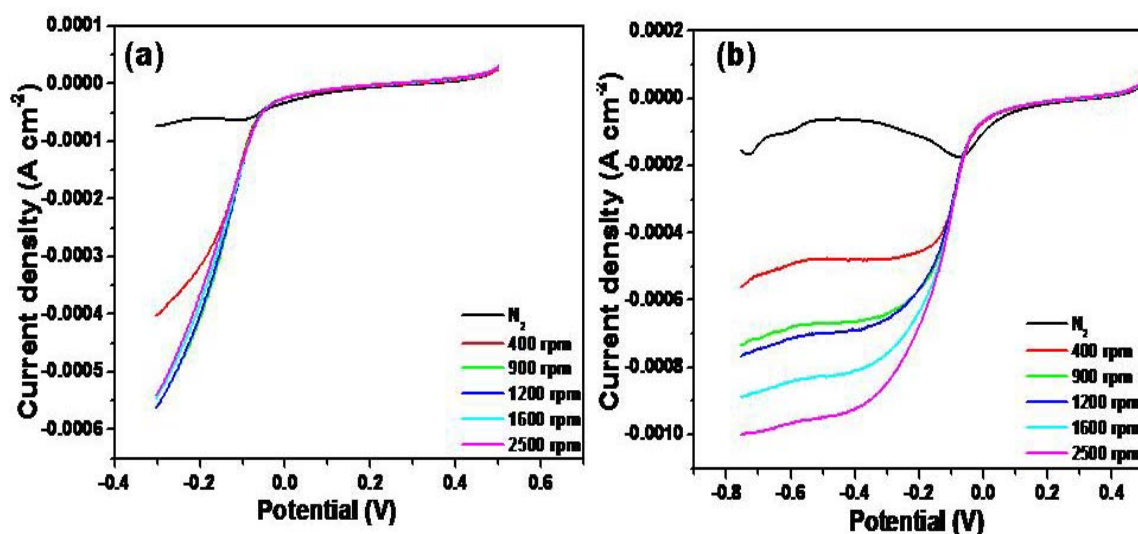 (a)
Current density (A cm-2)
0.0001
0.0000
-0.0001
-0.0002
-0.0003
-0.0004
-0.0005
-0.0006
-0.4 -0.2 0.0 0.2 0.4 0.6
Potential (V)
N2
400 rpm
900 rpm
1200 rpm
1600 rpm
2500 rpm
(b)
Current density (A cm-2)
0.0002
0.0000
-0.0002
-0.0004
-0.0006
-0.0008
-0.0010
-0.8 -0.6 -0.4 -0.2 0.0 0.2 0.4
Potential (V)
N2
400 rpm
900 rpm
1200 rpm
1600 rpm
2500 rpm